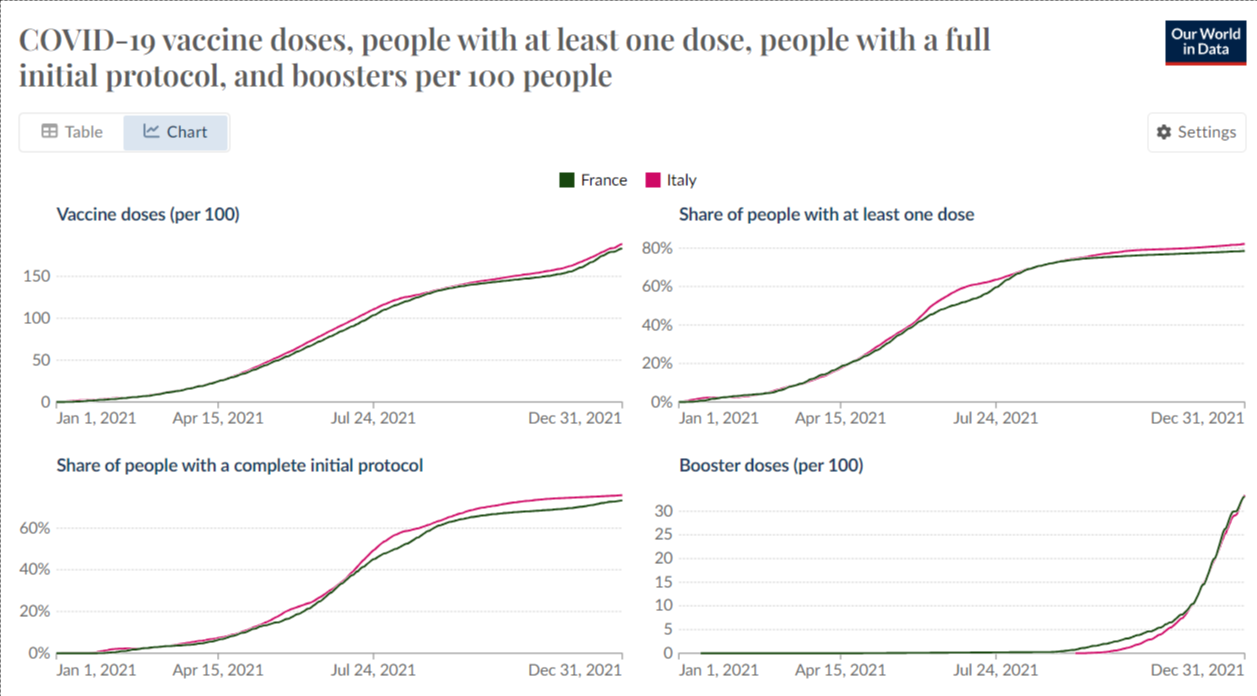 COVID-19 vaccine doses, people with at least one dose, people with a full
initial protocol, and boosters per 100 people
Our World
in Data
Table
Chart
Settings
France
Italy
Vaccine doses (per 100)
150
100
50
0
Jan 1, 2021
Apr 15, 2021
Jul 24, 2021
Dec 31, 2021
Share of people with at least one dose
80%
60%
40%
20%
0%
Jan 1, 2021
Apr 15, 2021
Jul 24, 2021
Dec 31, 2021
Share of people with a complete initial protocol
60%
40%
20%
0%
Jan 1, 2021
Apr 15, 2021
Jul 24, 2021
Dec 31, 2021
Booster doses (per 100)
30
25
20
15
10
5
0
Jan 1, 2021
Apr 15, 2021
Jul 24, 2021
Dec 31, 2021